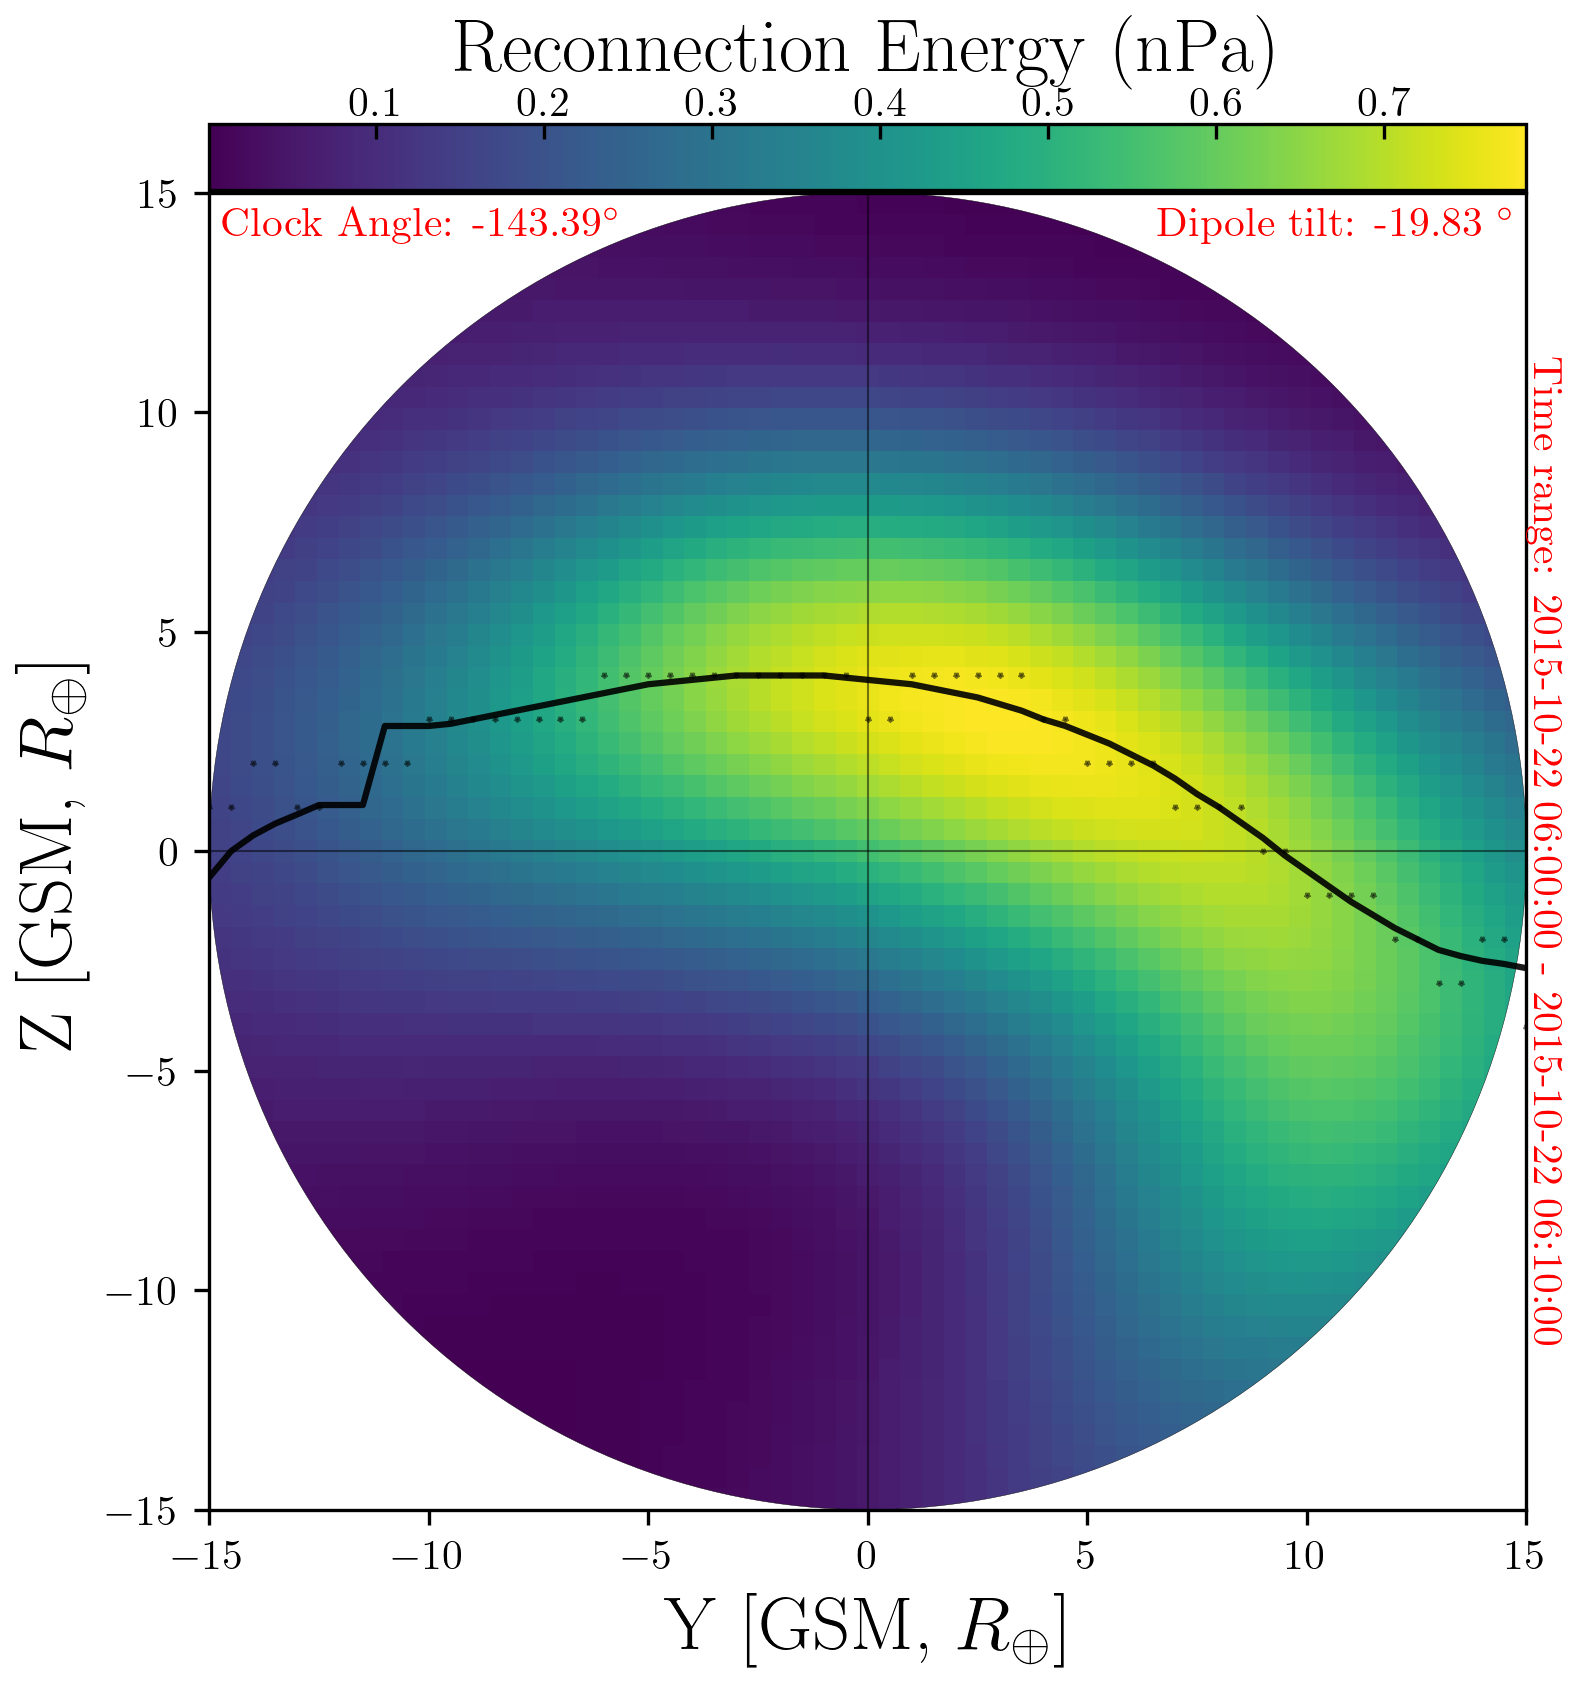 Reconnection Energy (nPa)
0.1 0.2 0.3 0.4 0.5 0.6 0.7
Clock Angle: -143.39°
Dipole tilt: -19.83 °
Time range: 2015-10-22 06:00:00 - 2015-10-22 06:10:00
Z [GSM, R⊕]
15
10
5
0
−5
−10
−15
−15 −10 −5 0 5 10 15
Y [GSM, R⊕]